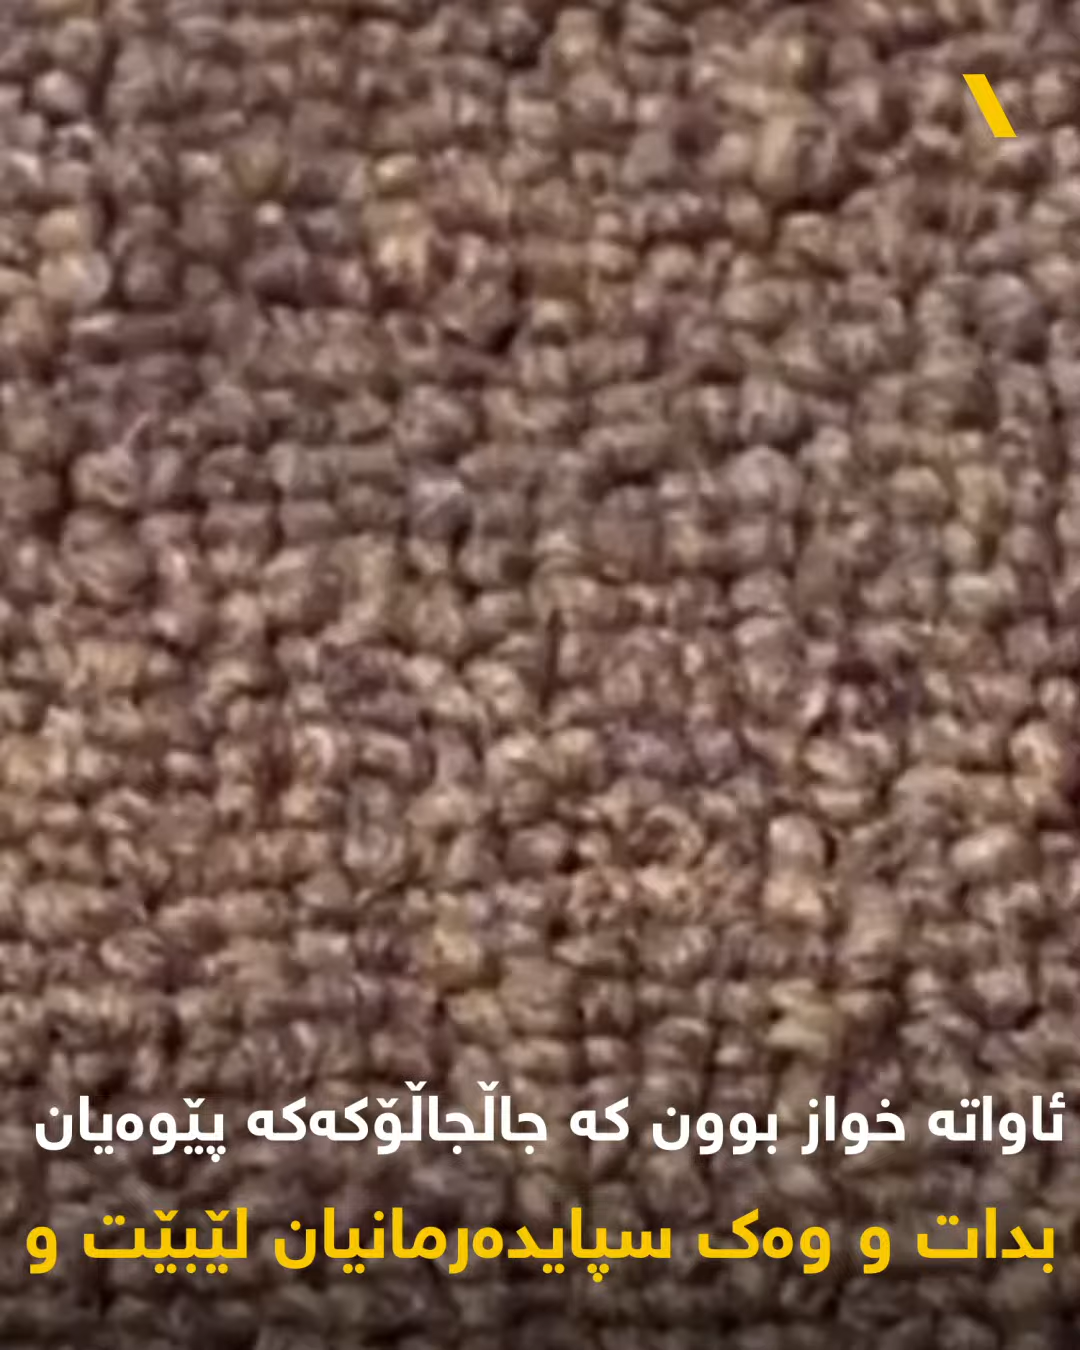 ئاواتە خواز بوون کە جاڵجاڵۆکەکە پێوەیان
بدات و وەک سپایدەرمانیان لێبێت و